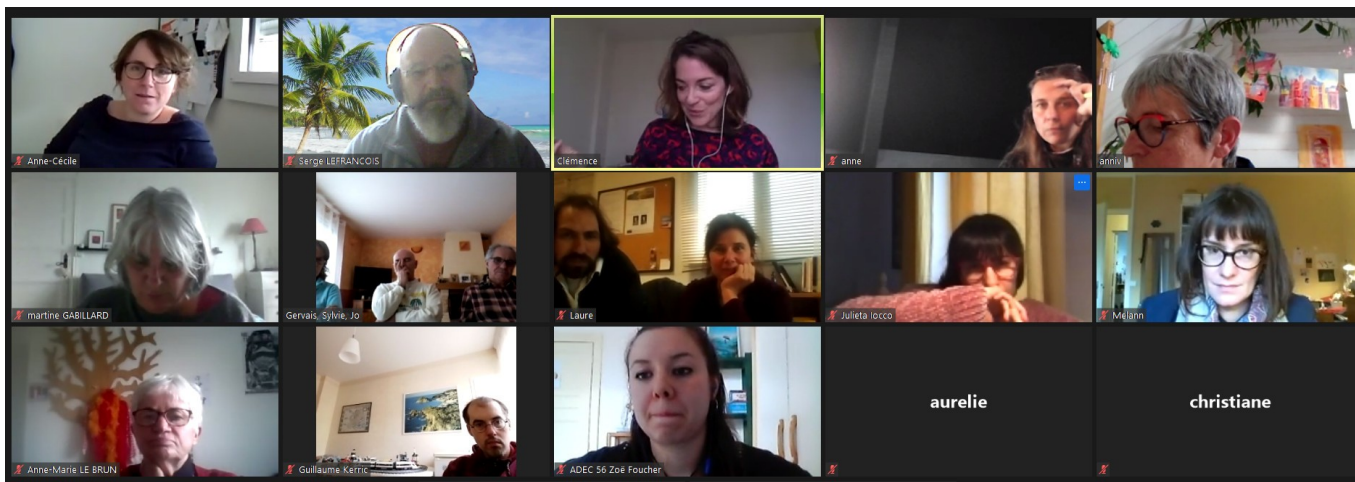 Anne-Cécile
Serge LEFRANCOIS
Clémence
anne
anniv
martine GABILLARD
Gervais, Sylvie, Jo
Laure
Julieta Iocco
Melann
Anne-Marie LE BRUN
Guillaume Kerric
ADEC 56 Zoë Foucher
aurelie
christiane